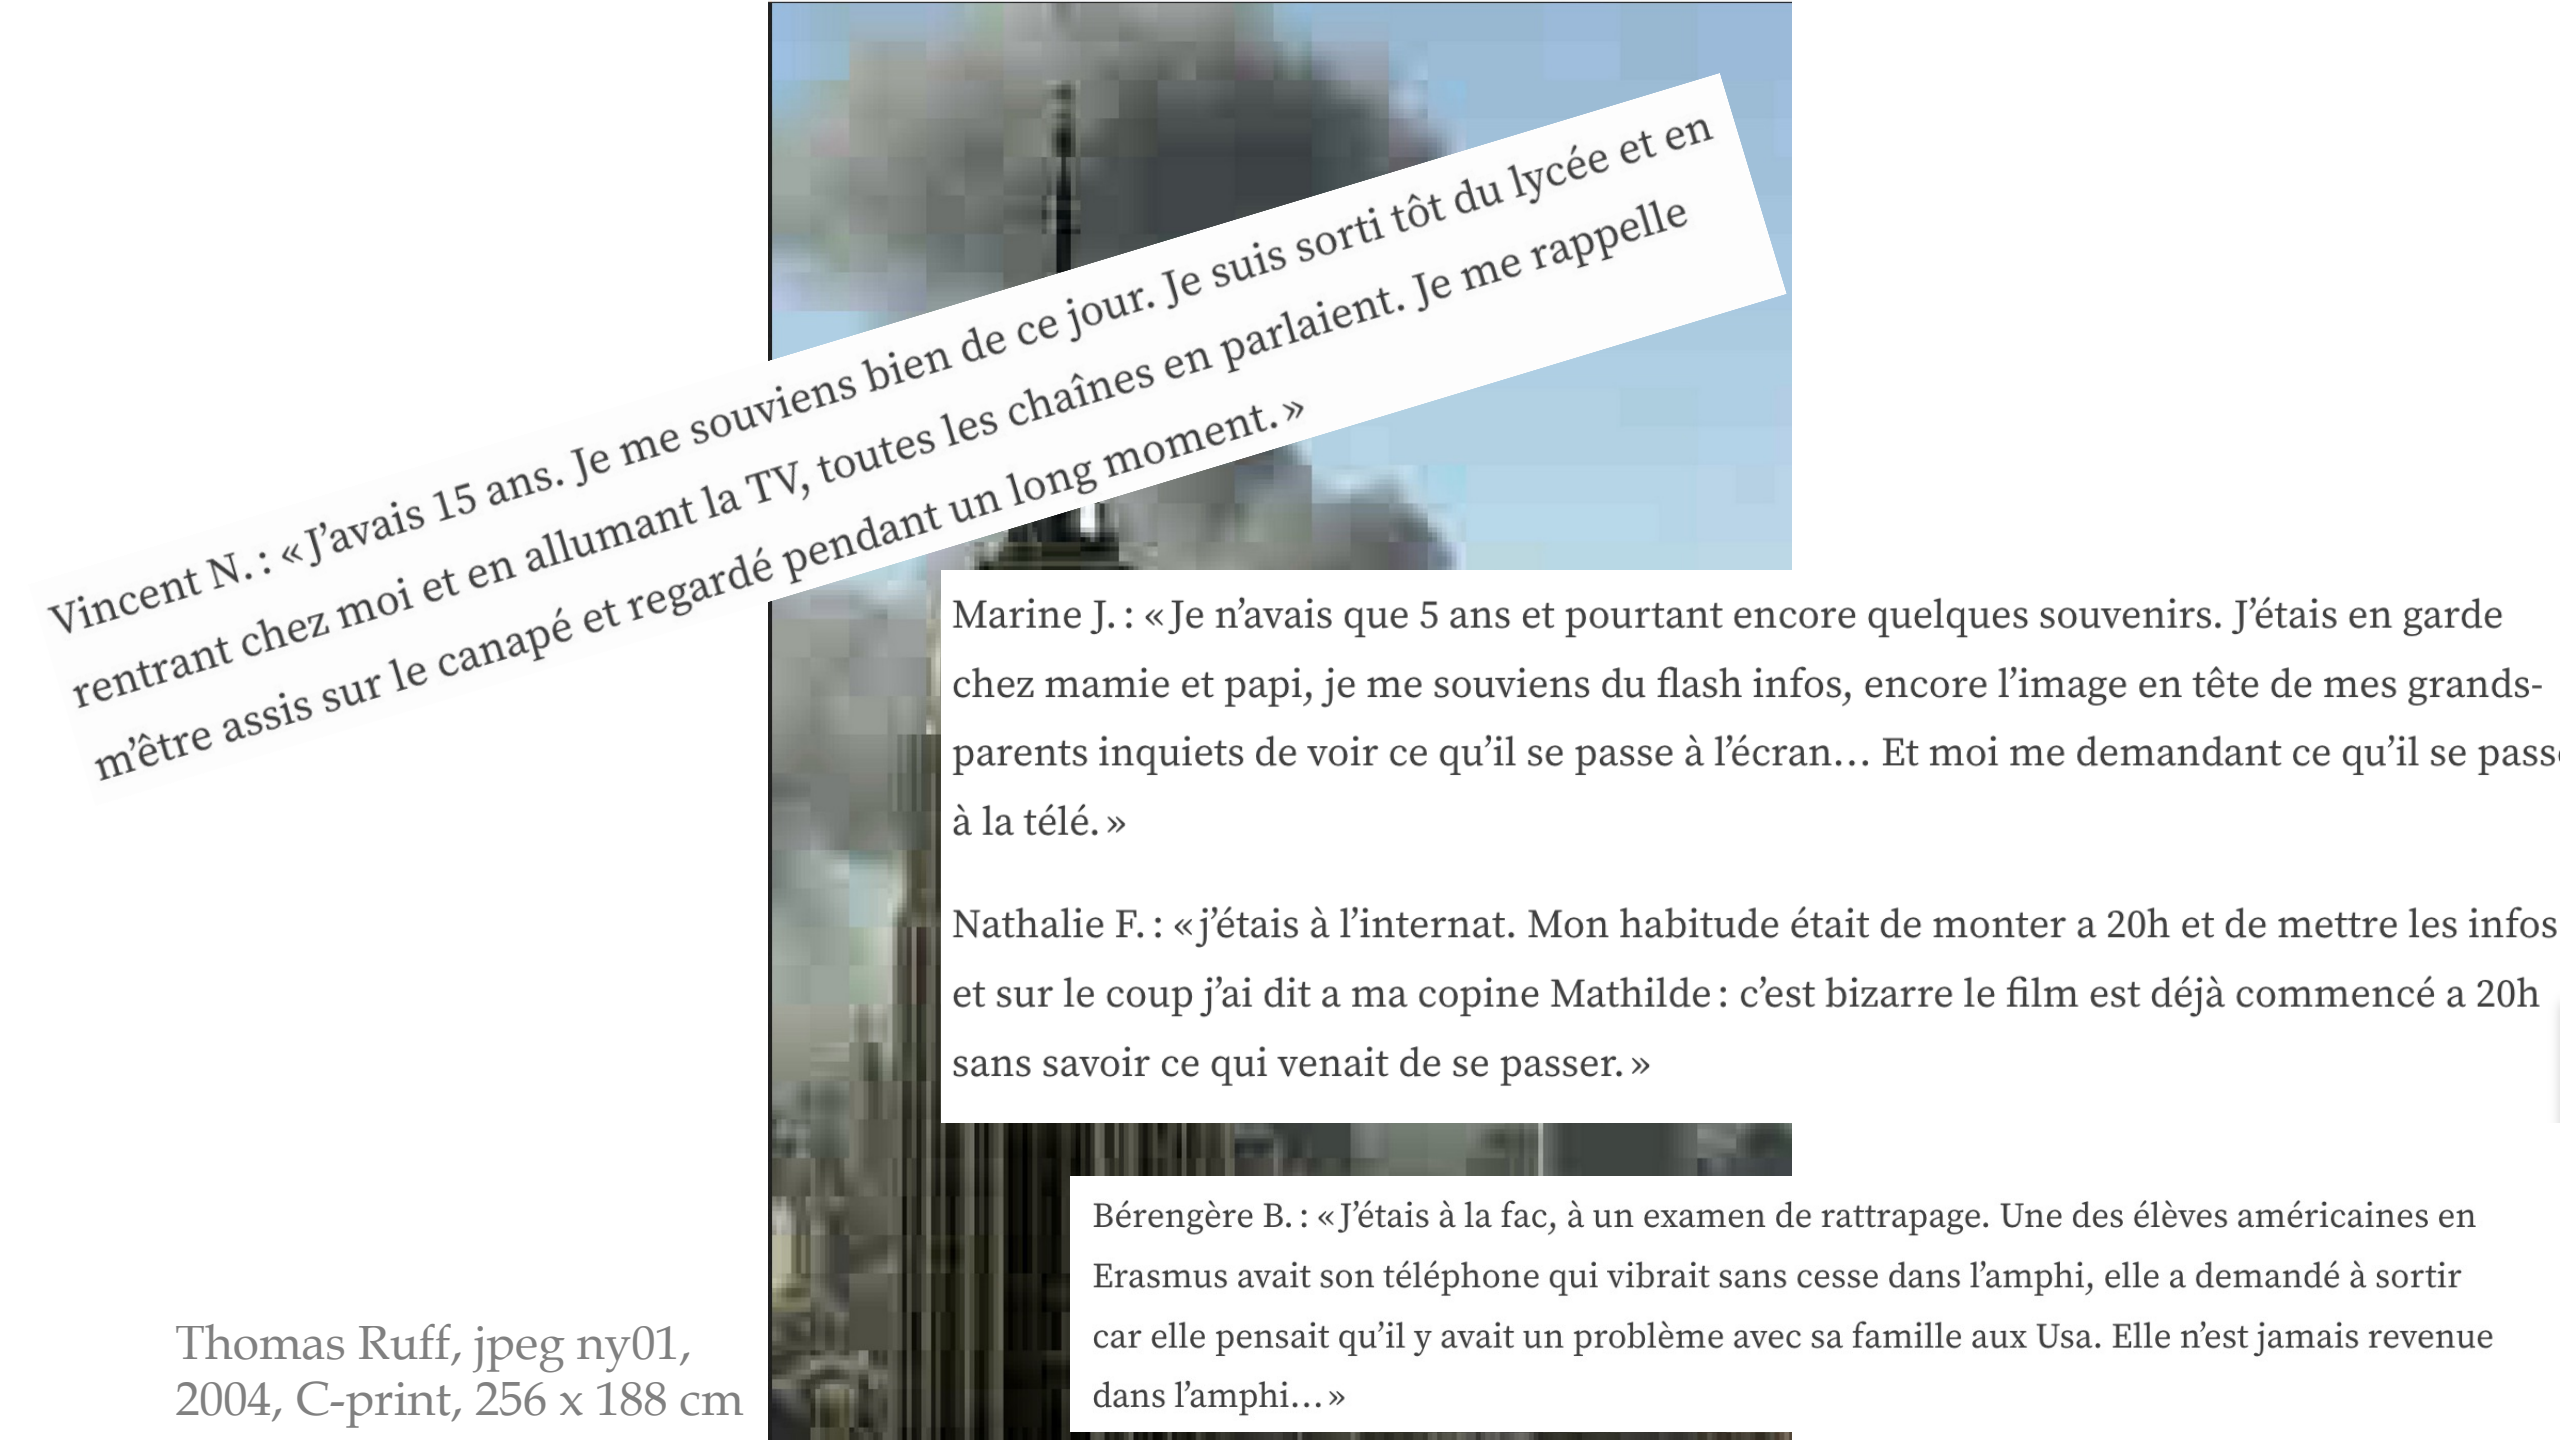 Vincent N. : « J’avais 15 ans. Je me souviens bien de ce jour. Je suis sorti tôt du lycée et en
rentrant chez moi et en allumant la TV, toutes les chaînes en parlaient. Je me rappelle
m’être assis sur le canapé et regardé pendant un long moment. »
Marine J. : « Je n’avais que 5 ans et pourtant encore quelques souvenirs. J’étais en garde
chez mamie et papi, je me souviens du flash infos, encore l’image en tête de mes grands-
parents inquiets de voir ce qu’il se passe à l’écran… Et moi me demandant ce qu’il se passe
à la télé. »
Nathalie F. : « j’étais à l’internat. Mon habitude était de monter a 20h et de mettre les infos
et sur le coup j’ai dit a ma copine Mathilde : c’est bizarre le film est déjà commencé a 20h
sans savoir ce qui venait de se passer. »
Bérengère B. : « J’étais à la fac, à un examen de rattrapage. Une des élèves américaines en
Erasmus avait son téléphone qui vibrait sans cesse dans l’amphi, elle a demandé à sortir
car elle pensait qu’il y avait un problème avec sa famille aux Usa. Elle n’est jamais revenue
dans l’amphi… »
Thomas Ruff, jpeg ny01,
2004, C-print, 256 x 188 cm